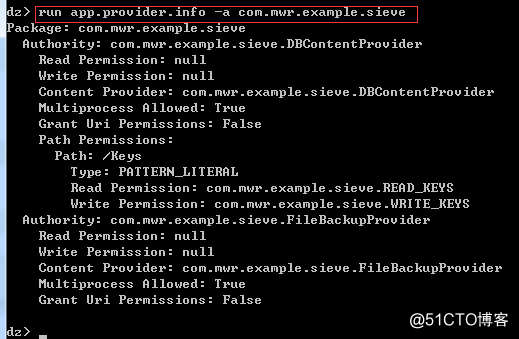 dz> run app.provider.info -a com.mwr.example.sieve
Package: com.mwr.example.sieve
  Authority: com.mwr.example.sieve.DBContentProvider
    Read Permission: null
    Write Permission: null
    Content Provider: com.mwr.example.sieve.DBContentProvider
    Multiprocess Allowed: True
    Grant Uri Permissions: False
    Path Permissions:
      Path: /Keys
        Type: PATTERN_LITERAL
        Read Permission: com.mwr.example.sieve.READ_KEYS
        Write Permission: com.mwr.example.sieve.WRITE_KEYS
  Authority: com.mwr.example.sieve.FileBackupProvider
    Read Permission: null
    Write Permission: null
    Content Provider: com.mwr.example.sieve.FileBackupProvider
    Multiprocess Allowed: True
    Grant Uri Permissions: False
dz>
@51CTO博客